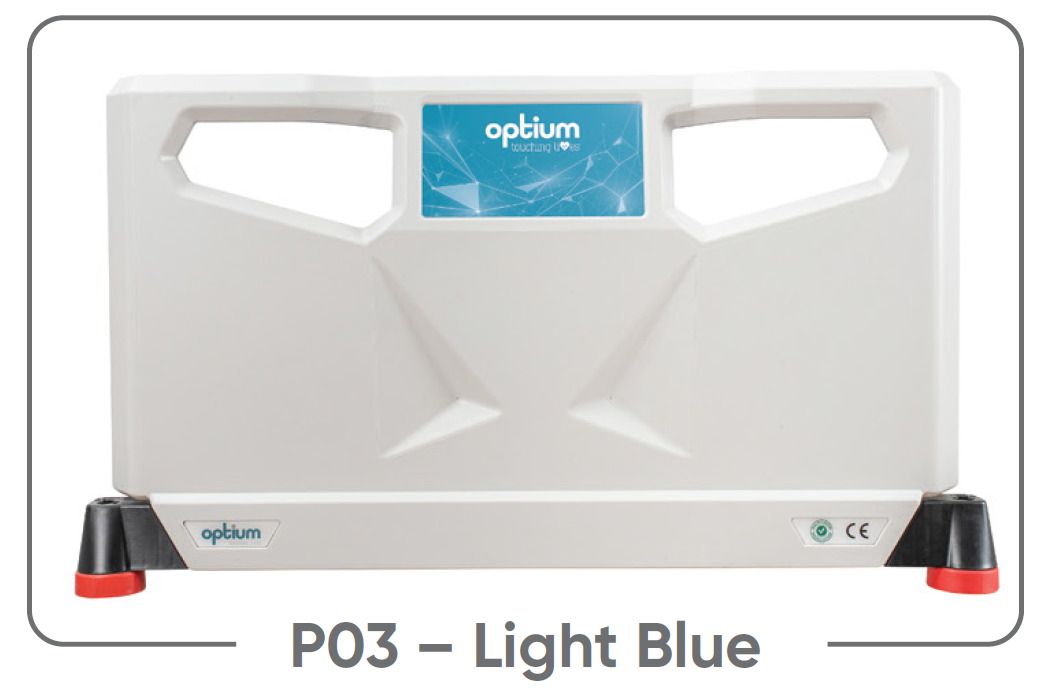 optium
touching lives
optium
CE
P03 – Light Blue